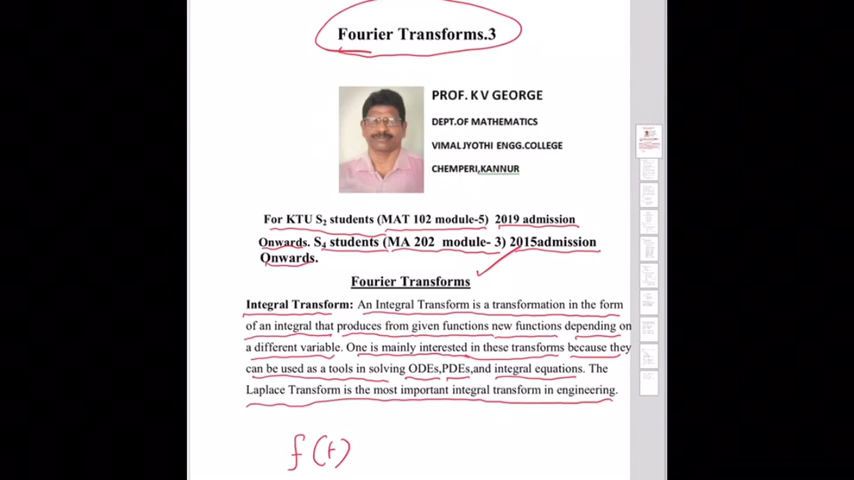 Fourier Transforms.3
PROF. K V GEORGE
DEPT.OF MATHEMATICS
VIMAL JYOTHI ENGG.COLLEGE
CHEMPERI,KANNUR
For KTU S₂ students (MAT 102 module-5) 2019 admission
Onwards. S₄ students (MA 202 module- 3) 2015admission
Onwards.
Fourier Transforms
Integral Transform: An Integral Transform is a transformation in the form
of an integral that produces from given functions new functions depending on
a different variable. One is mainly interested in these transforms because they
can be used as a tools in solving ODEs,PDEs,and integral equations. The
Laplace Transform is the most important integral transform in engineering.
f(t)